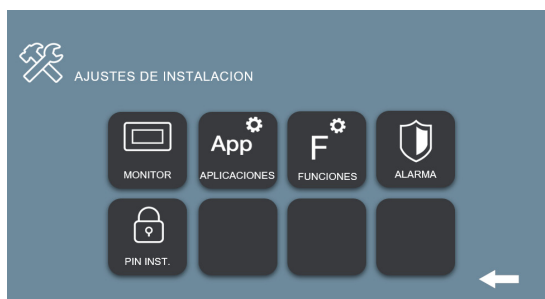 AJUSTES DE INSTALACION
App
F
MONITOR
APLICACIONES
FUNCIONES
ALARMA
PIN INST.